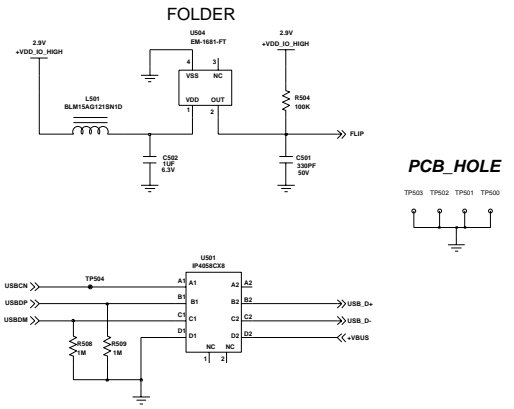 FOLDER
U504
EM-1681-FT
2.9V
+VDD_IO_HIGH
2.9V
+VDD_IO_HIGH
4
3
VSS
NC
VDD
OUT
1
2
L501
BLM15AG121SN1D
R504
100K
FLIP
C502
1UF
6.3V
C501
330PF
50V
PCB_HOLE
TP503 TP502 TP501 TP500
U501
IP4058CX8
USBCN
TP504
A1
A1
A2
A2
USBDP
B1
B1
B2
B2
USB_D+
USBDM
C1
C1
C2
C2
USB_D-
D1
D1
D2
D2
+VBUS
R508
1M
R509
1M
NC
NC
1
2